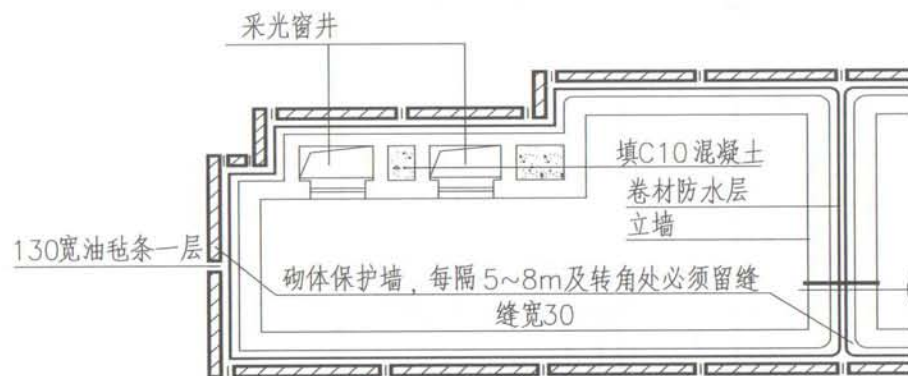 采光窗井
填C10混凝土
卷材防水层
立墙
130宽油毡条一层
砌体保护墙，每隔5~8m及转角处必须留缝
缝宽30